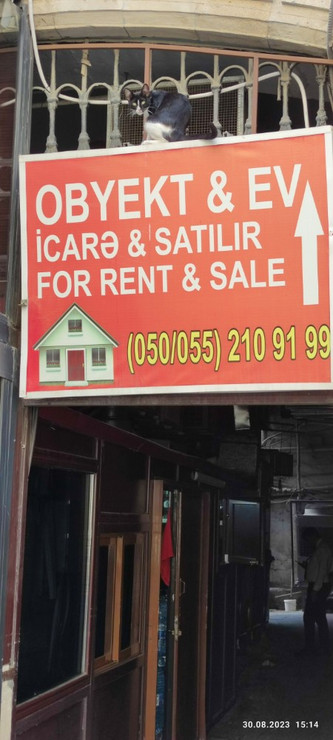 OBYEKT & EV
İCARƏ & SATILIR
FOR RENT & SALE
(050/055) 210 91 99
30.08.2023 15:14